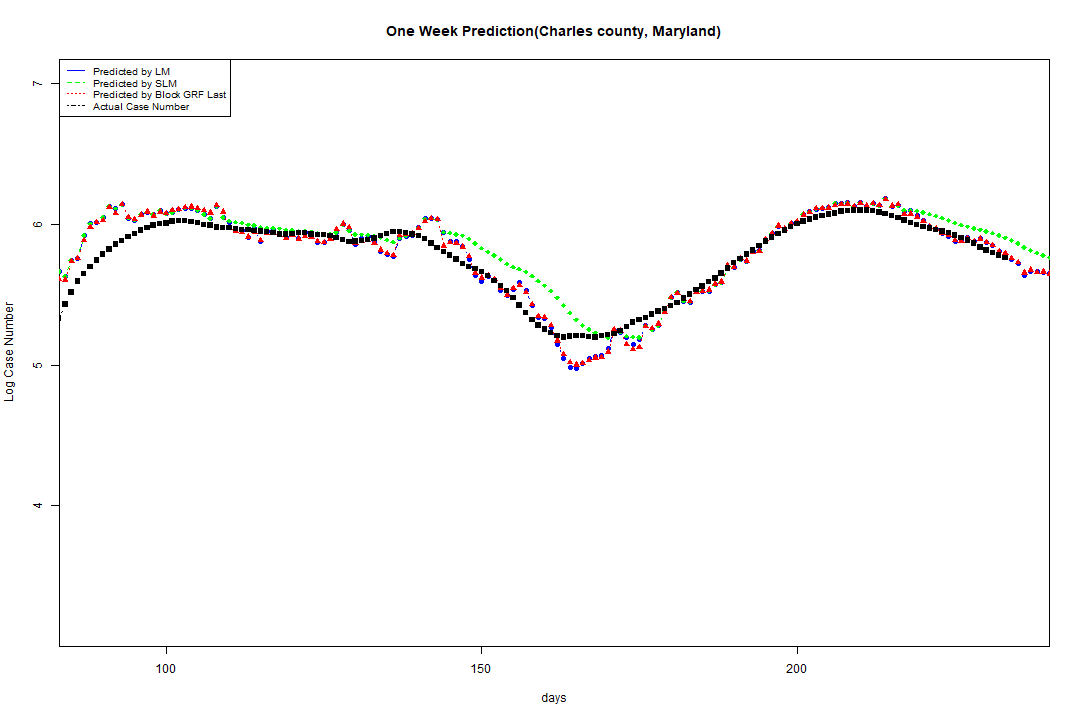 One Week Prediction(Charles county, Maryland)
Predicted by LM
Predicted by SLM
Predicted by Block GRF Last
Actual Case Number
7
6
5
4
Log Case Number
100
150
200
days